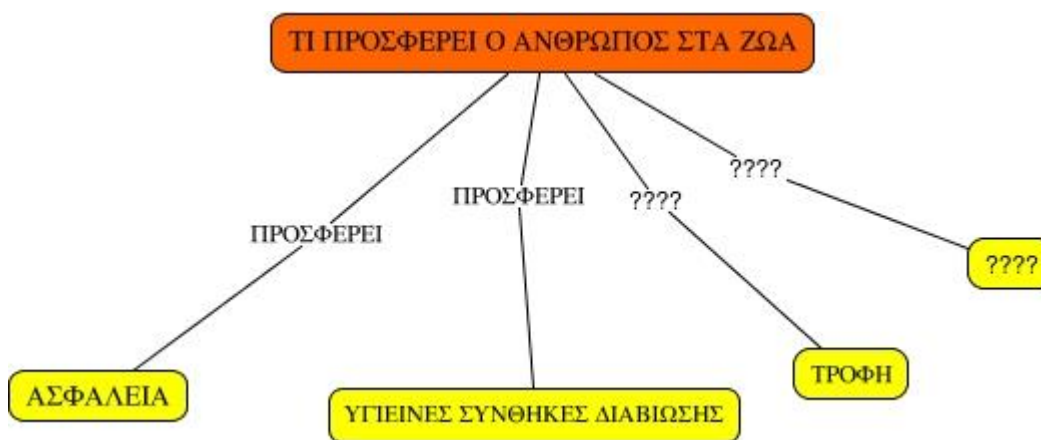 ΤΙ ΠΡΟΣΦΕΡΕΙ Ο ΑΝΘΡΩΠΟΣ ΣΤΑ ΖΩΑ
????
ΠΡΟΣΦΕΡΕΙ
????
ΠΡΟΣΦΕΡΕΙ
????
ΤΡΟΦΗ
ΑΣΦΑΛΕΙΑ
ΥΓΙΕΙΝΕΣ ΣΥΝΘΗΚΕΣ ΔΙΑΒΙΩΣΗΣ